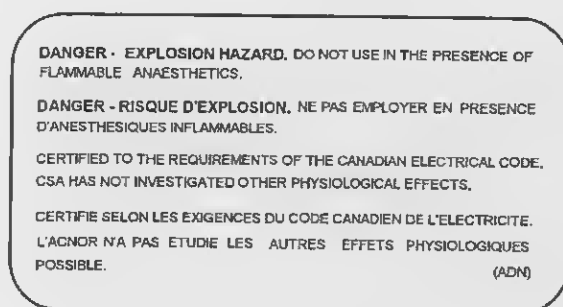 DANGER - EXPLOSION HAZARD. DO NOT USE IN THE PRESENCE OF
FLAMMABLE ANAESTHETICS.
DANGER - RISQUE D'EXPLOSION. NE PAS EMPLOYER EN PRESENCE
D'ANESTHESIQUES INFLAMMABLES.
CERTIFIED TO THE REQUIREMENTS OF THE CANADIAN ELECTRICAL CODE.
CSA HAS NOT INVESTIGATED OTHER PHYSIOLOGICAL EFFECTS.
CERTIFIE SELON LES EXIGENCES DU CODE CANADIEN DE L'ELECTRICITE.
L'ACNOR N'A PAS ETUDIE LES AUTRES EFFETS PHYSIOLOGIQUES
POSSIBLE. (ADN)